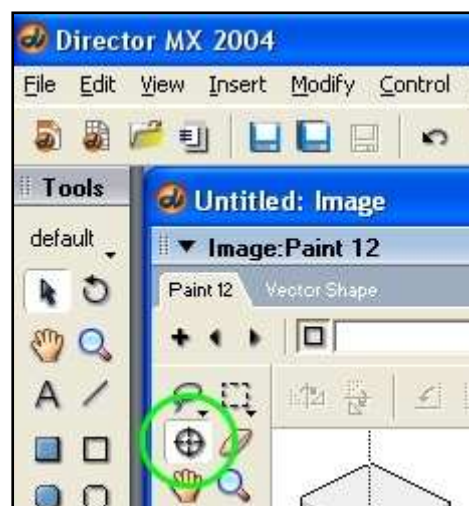 Director MX 2004
File Edit View Insert Modify Control
Tools
Untitled: Image
default
Image:Paint 12
Paint 12 Vector Shape
A